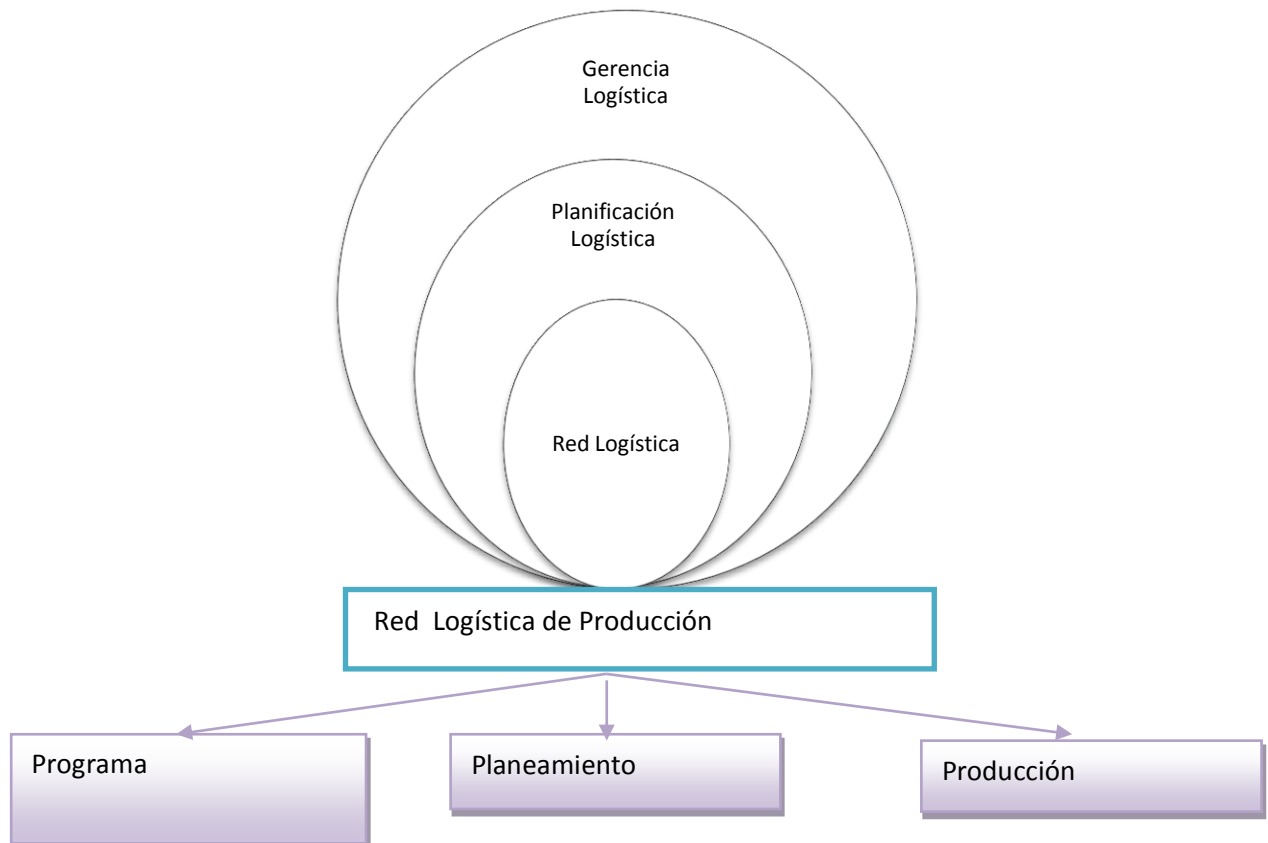 Gerencia
Logística
Planificación
Logística
Red Logística
Red  Logística de Producción
Programa
Planeamiento
Producción